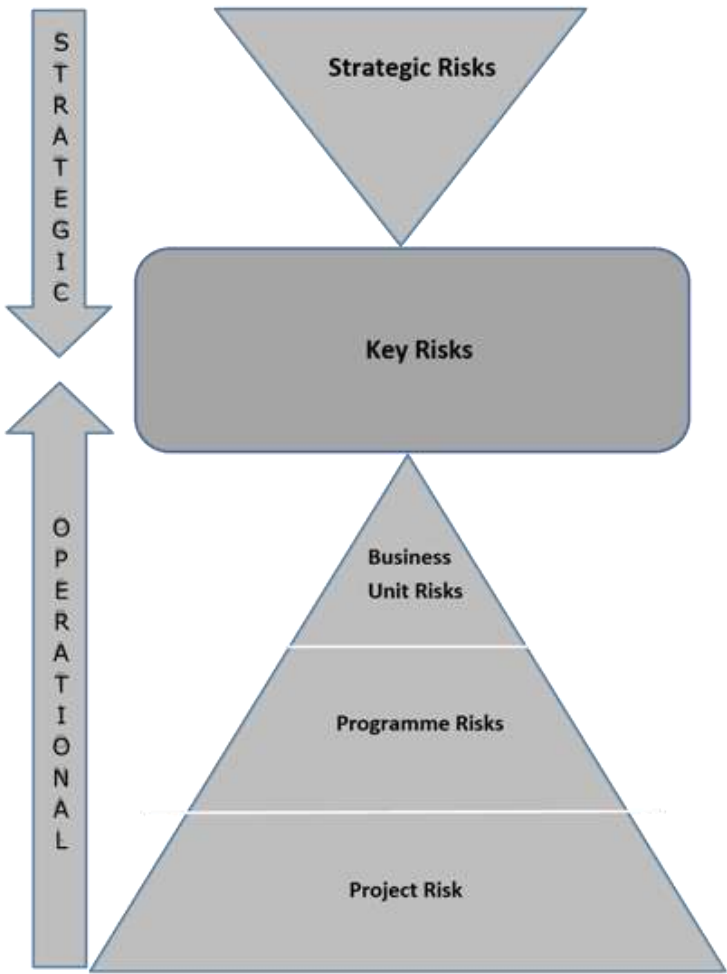 STRATEGIC
Strategic Risks
Key Risks
OPERATIONAL
Business
Unit Risks
Programme Risks
Project Risk